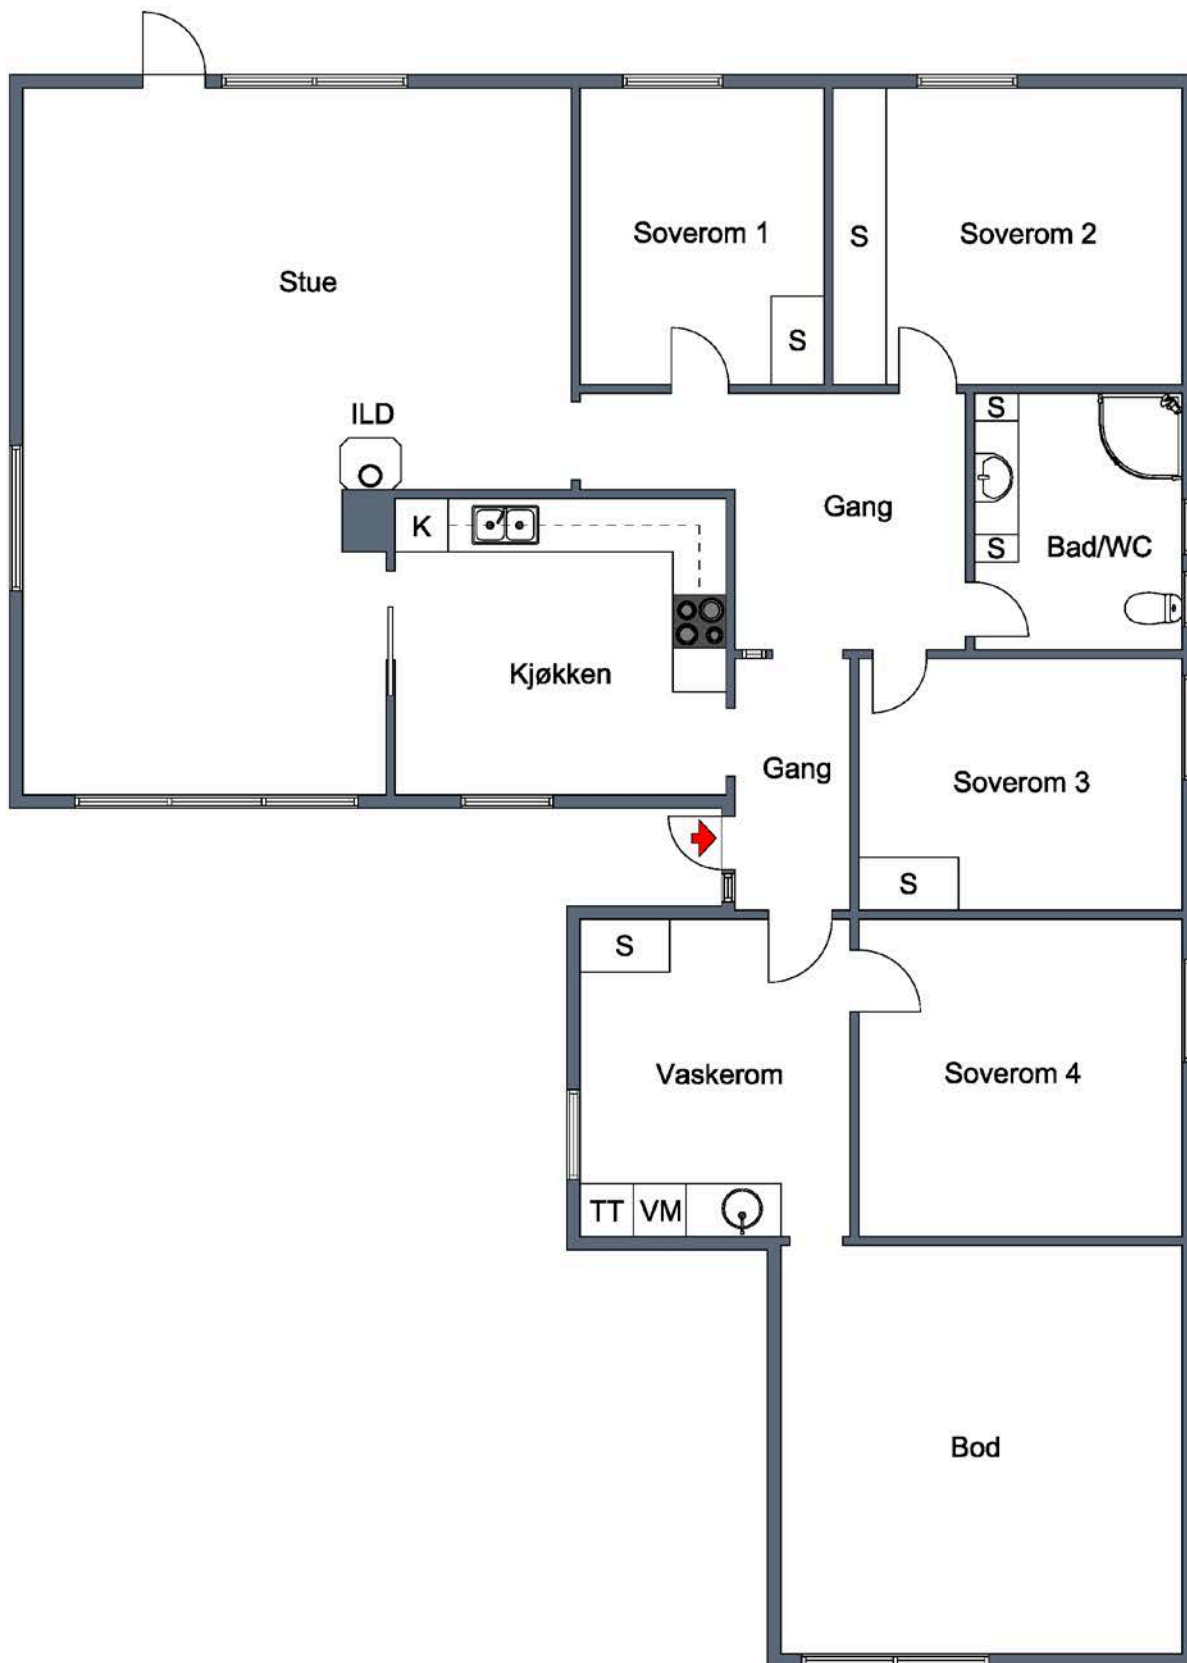 Soverom 1
S
Soverom 2
Stue
S
ILD
S
Gang
K
S
Bad/WC
Kjøkken
Gang
Soverom 3
S
S
Vaskerom
Soverom 4
TT
VM
Bod